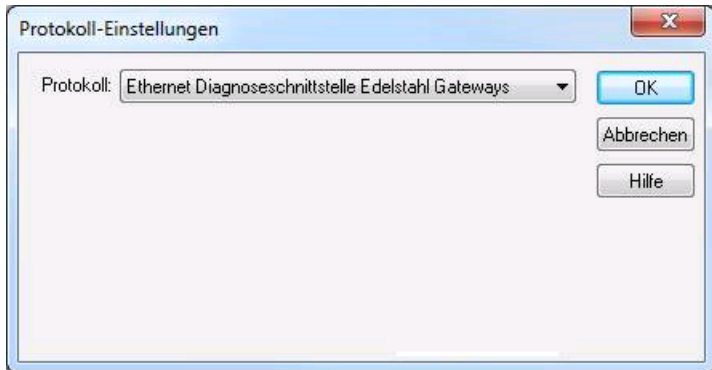 Protokoll-Einstellungen
Protokoll: Ethernet Diagnoseschnittstelle Edelstahl Gateways
OK
Abbrechen
Hilfe